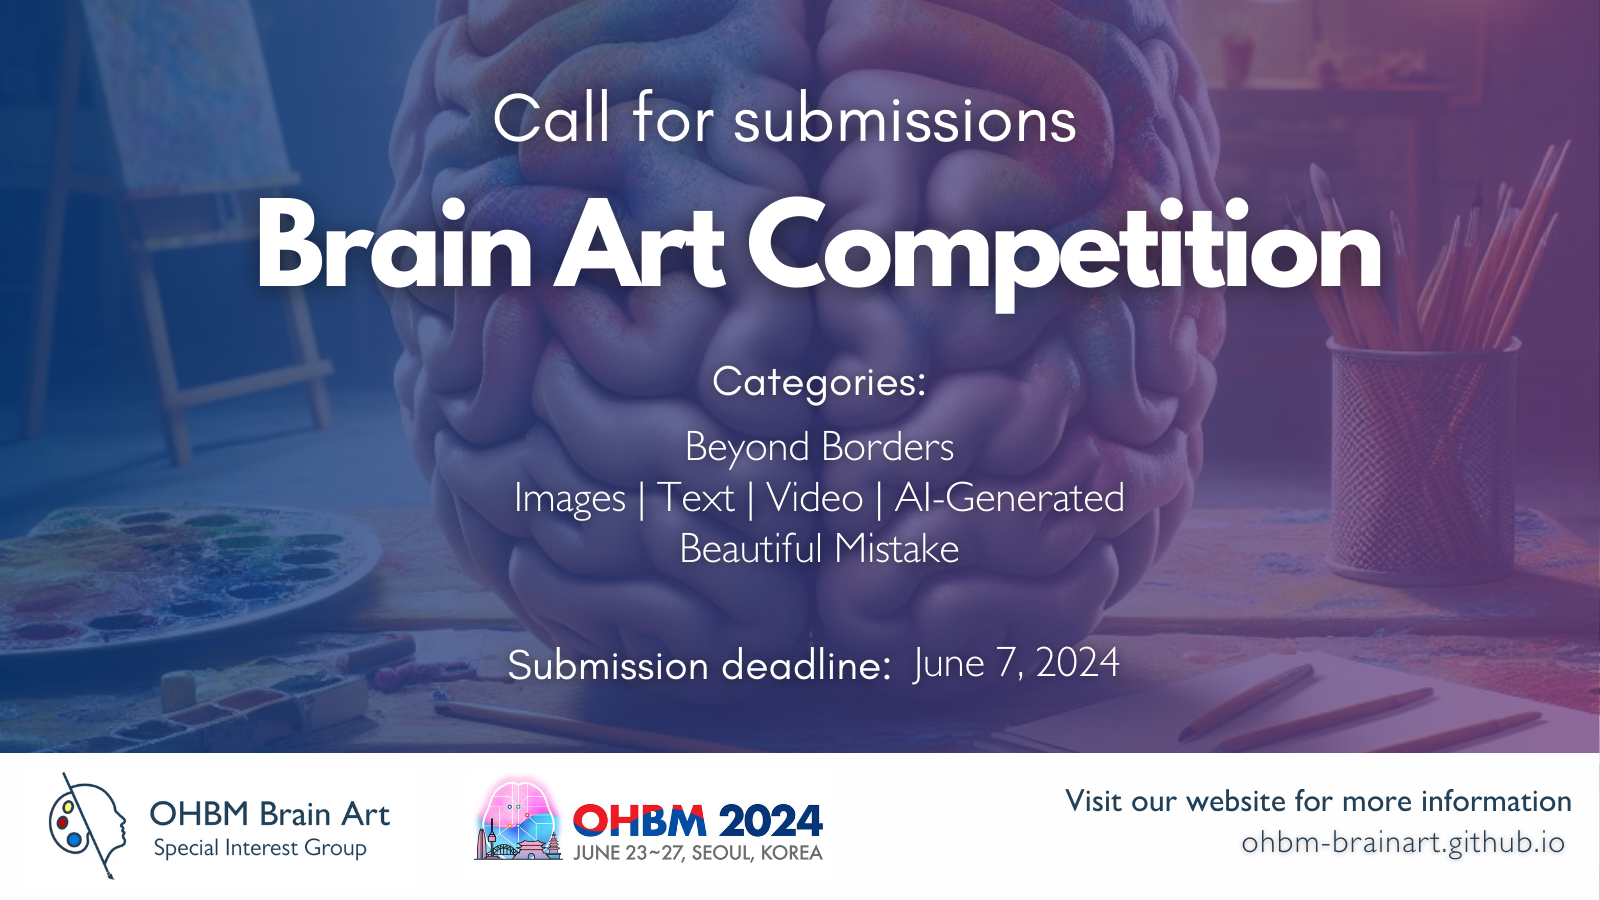 Call for submissions
Brain Art Competition
Categories:
Beyond Borders
Images | Text | Video | AI-Generated
Beautiful Mistake
Submission deadline: June 7, 2024
OHBM Brain Art
Special Interest Group
OHBM 2024
JUNE 23~27, SEOUL, KOREA
Visit our website for more information
ohbm-brainart.github.io